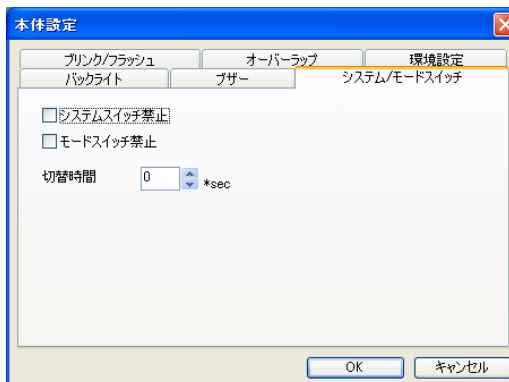 本体設定
ブリンク/フラッシュ オーバーラップ 環境設定
バックライト ブザー システム/モードスイッチ
システムスイッチ禁止
モードスイッチ禁止
切替時間 0 *sec
OK キャンセル